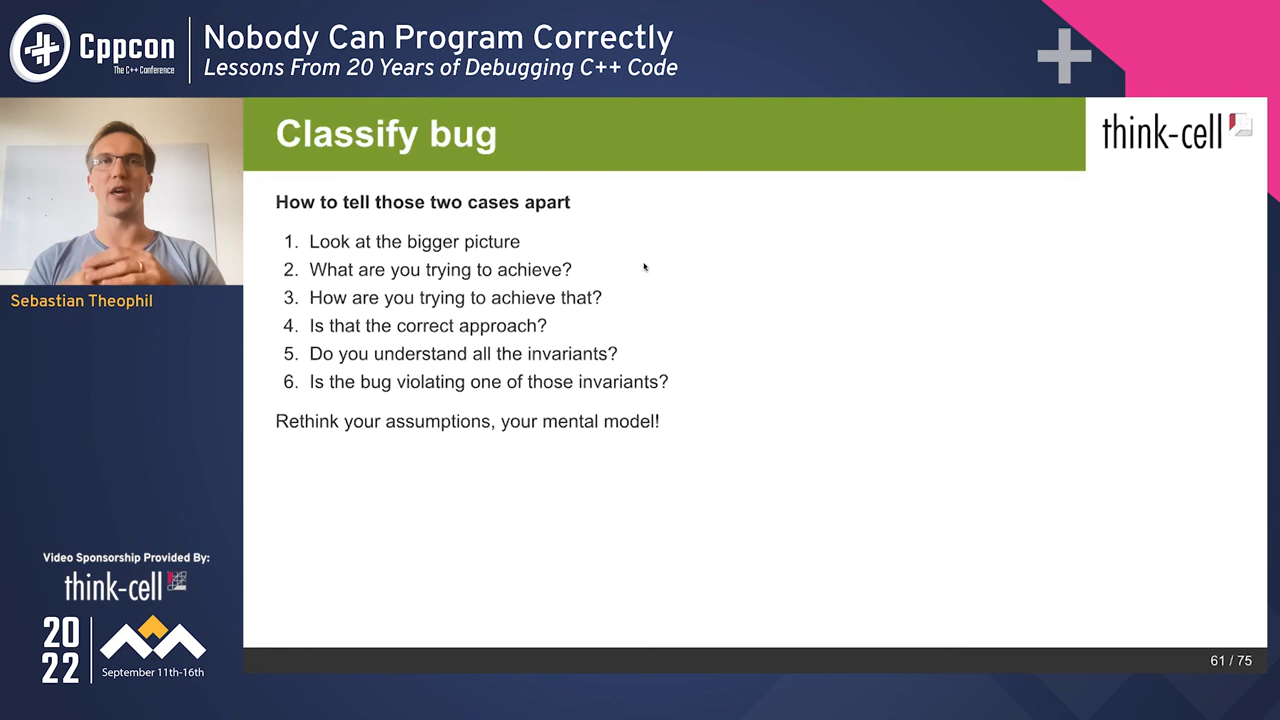 Cppcon
The C++ Conference
Nobody Can Program Correctly
Lessons From 20 Years of Debugging C++ Code
Classify bug
think-cell
How to tell those two cases apart
1. Look at the bigger picture
2. What are you trying to achieve?
3. How are you trying to achieve that?
4. Is that the correct approach?
5. Do you understand all the invariants?
6. Is the bug violating one of those invariants?
Rethink your assumptions, your mental model!
Sebastian Theophil
Video Sponsorship Provided By:
think-cell
20
22
September 11th-16th
61 / 75